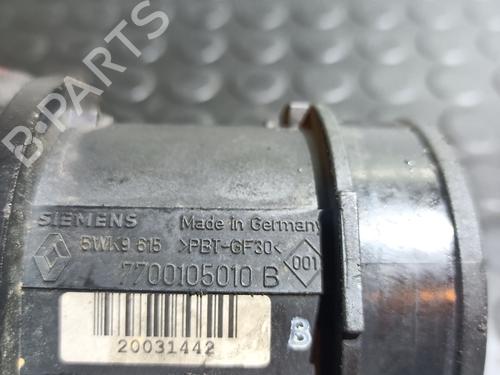 SIEMENS Made in Germany
5WK9 615 >PBT-GF30<
7700105010 B 001
20031442 B
B-PARTS